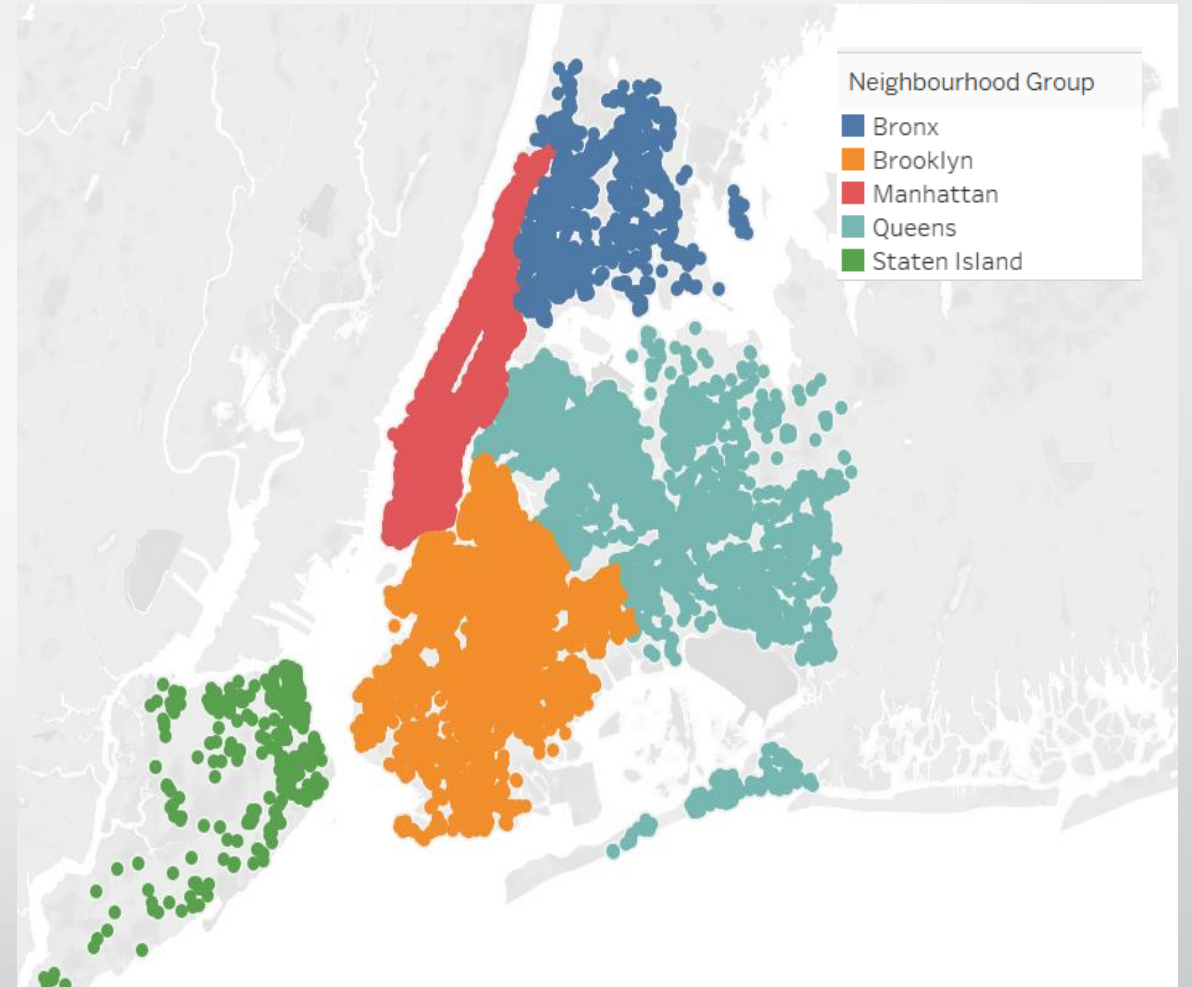 Neighbourhood Group
Bronx
Brooklyn
Manhattan
Queens
Staten Island